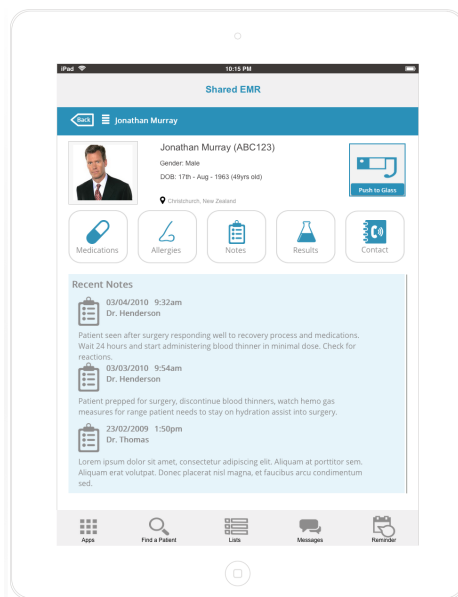 iPad 10:15 PM
Shared EMR
Back Jonathan Murray
Jonathan Murray (ABC123)
Gender: Male
DOB: 17th - Aug - 1963 (49yrs old)
Christchurch, New Zealand
Push to Glass
Medications Allergies Notes Results Contact
Recent Notes
03/04/2010 9:32am
Dr. Henderson
Patient seen after surgery responding well to recovery process and medications.
Wait 24 hours and start administering blood thinner in minimal dose. Check for
reactions.
03/03/2010 9:54am
Dr. Henderson
Patient prepped for surgery, discontinue blood thinners, watch hemo gas
measures for range patient needs to stay on hydration assist into surgery.
23/02/2009 1:50pm
Dr. Thomas
Lorem ipsum dolor sit amet, consectetur adipiscing elit. Aliquam at porttitor sem.
Aliquam erat volutpat. Donec placerat nisl magna, et faucibus arcu condimentum
sed.
Apps Find a Patient Lists Messages Reminder